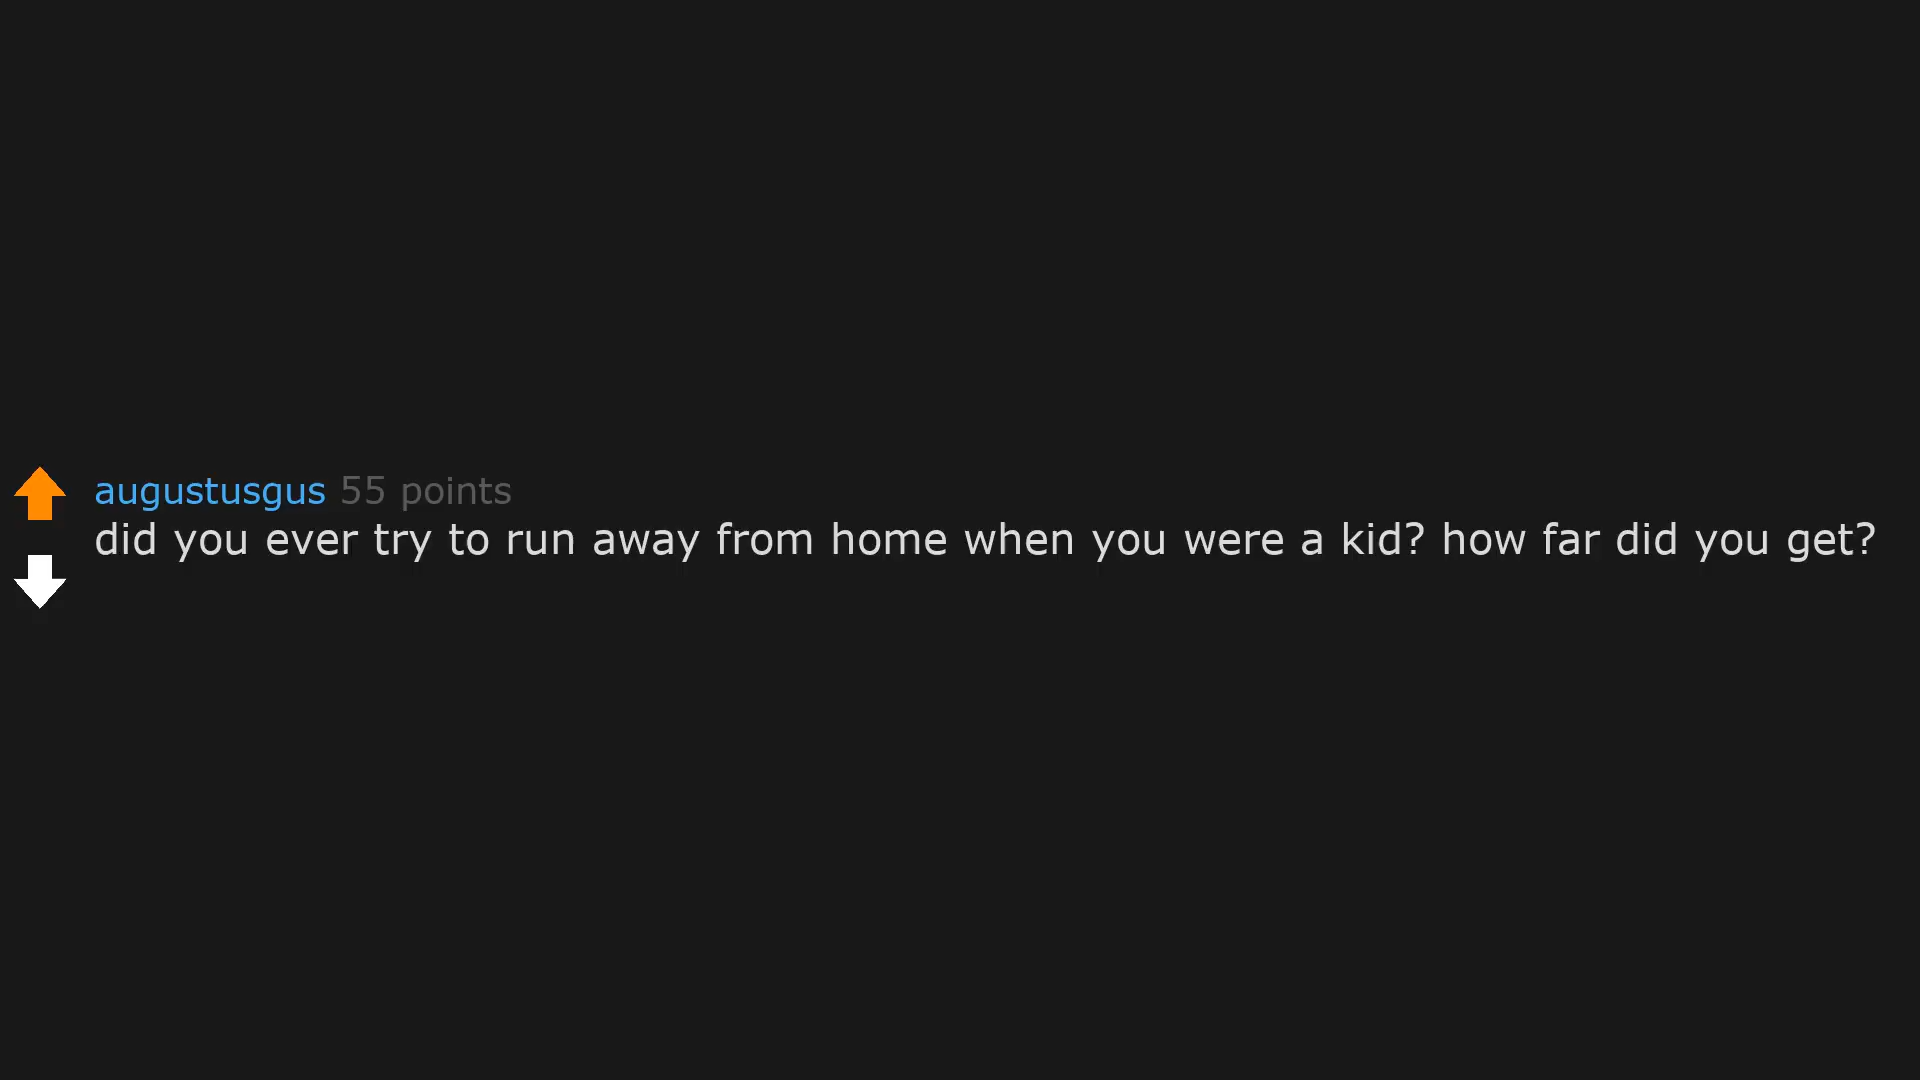 augustusgus 55 points
did you ever try to run away from home when you were a kid? how far did you get?